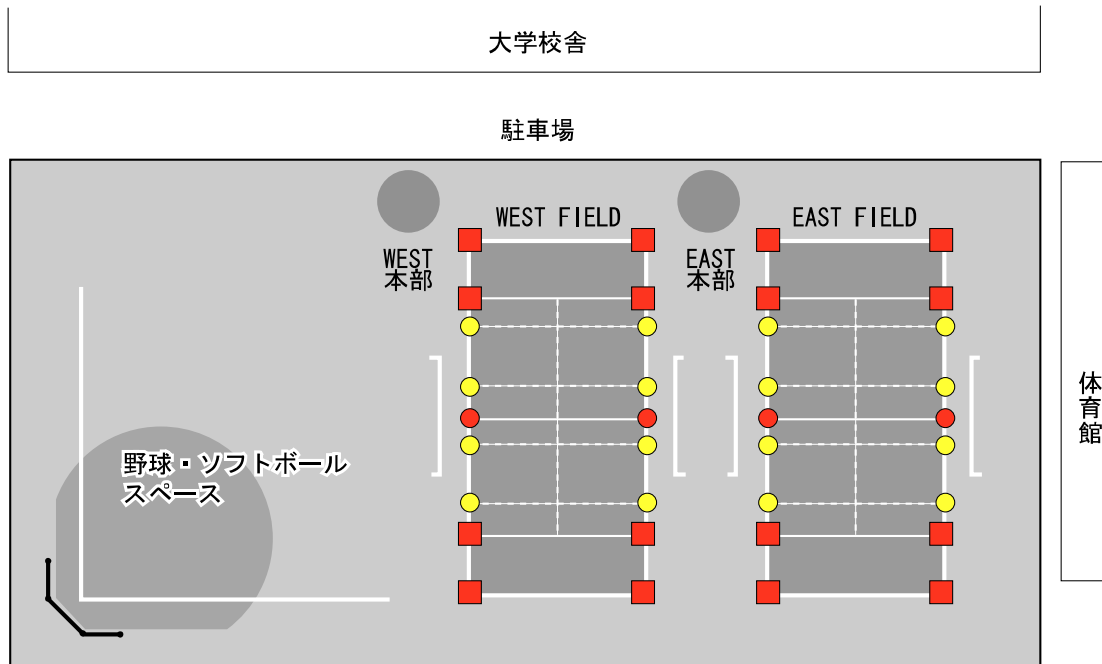 大学校舎
駐車場
WEST FIELD
EAST FIELD
WEST
本部
EAST
本部
体育館
野球・ソフトボール
スペース